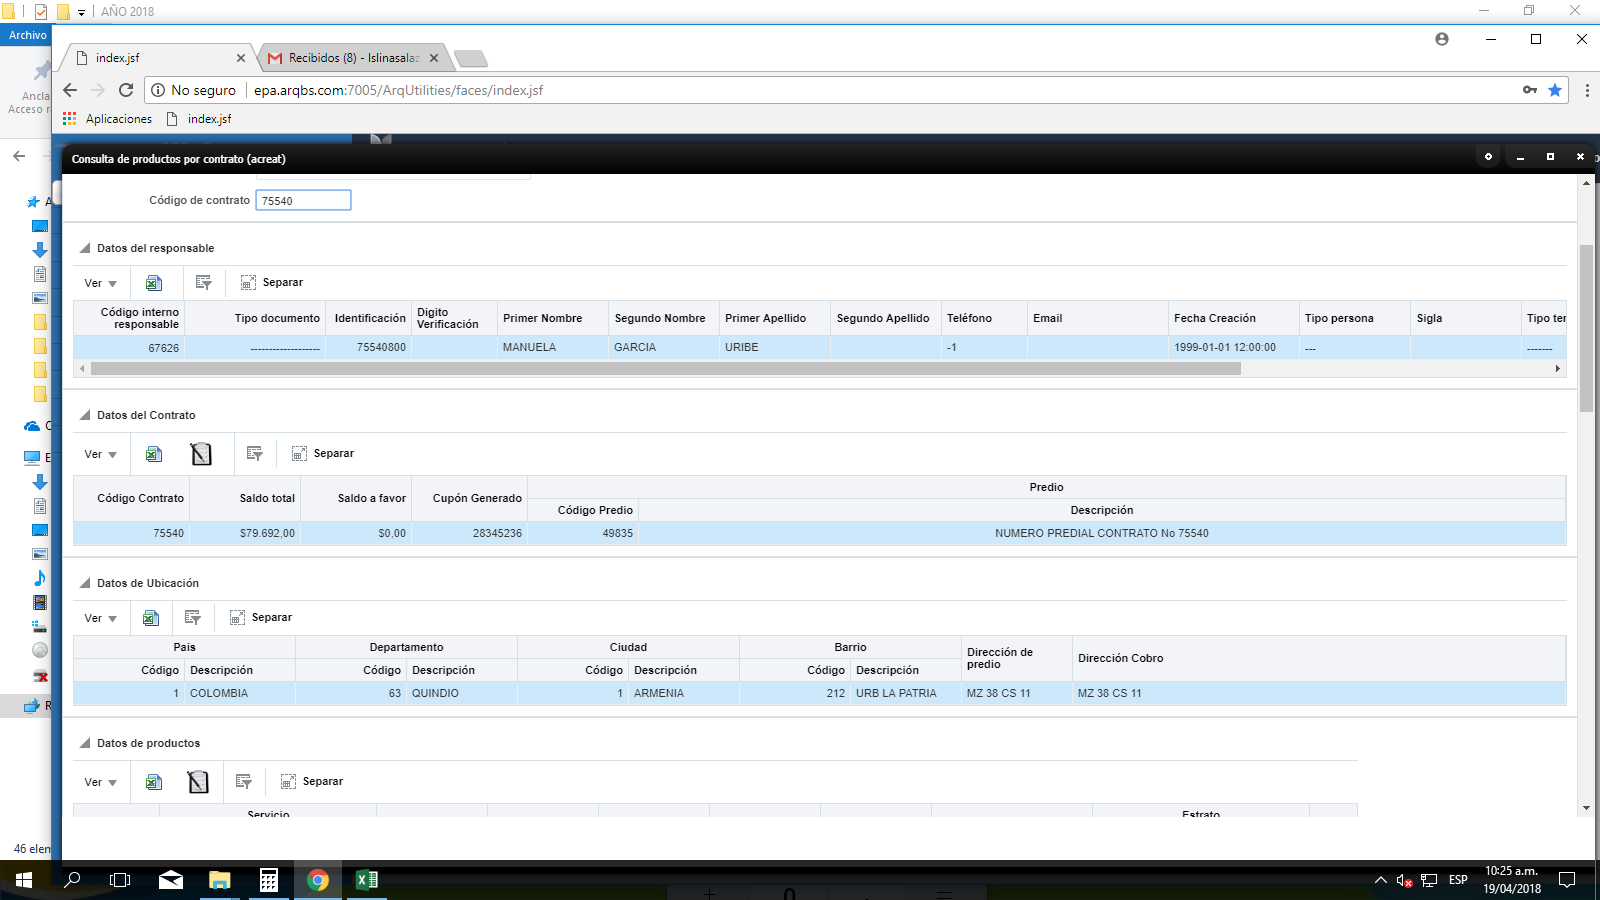 AÑO 2018
Archivo
index.jsf
Recibidos (8) - Islinasalaz
Ancla
Acceso r
No seguro
epa.arqbs.com:7005/ArqUtilities/faces/index.jsf
Aplicaciones
index.jsf
Consulta de productos por contrato (acreat)
Código de contrato 75540
Datos del responsable
Ver
Separar
Código interno responsable Tipo documento Identificación Digito Verificación Primer Nombre Segundo Nombre Primer Apellido Segundo Apellido Teléfono Email Fecha Creación Tipo persona Sigla Tipo ter
67626 ------------------- 75540800 MANUELA GARCIA URIBE -1 1999-01-01 12:00:00 --- -------
Datos del Contrato
Ver
Separar
Código Contrato Saldo total Saldo a favor Cupón Generado Predio
Código Predio Descripción
75540 $79.692,00 $0,00 28345236 49835 NUMERO PREDIAL CONTRATO No 75540
Datos de Ubicación
Ver
Separar
Pais Departamento Ciudad Barrio Dirección de predio Dirección Cobro
Código Descripción Código Descripción Código Descripción Código Descripción
1 COLOMBIA 63 QUINDIO 1 ARMENIA 212 URB LA PATRIA MZ 38 CS 11 MZ 38 CS 11
Datos de productos
Ver
Separar
Servicio Estrato
46 elem
ESP
10:25 a.m.
19/04/2018